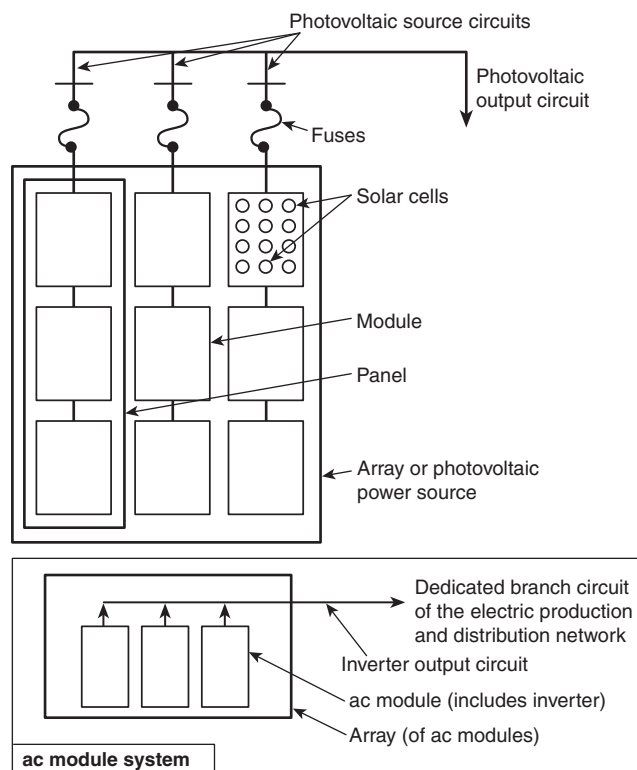 Photovoltaic source circuits
Photovoltaic
output circuit
Fuses
Solar cells
Module
Panel
Array or photovoltaic
power source
Dedicated branch circuit
of the electric production
and distribution network
Inverter output circuit
ac module (includes inverter)
Array (of ac modules)
ac module system